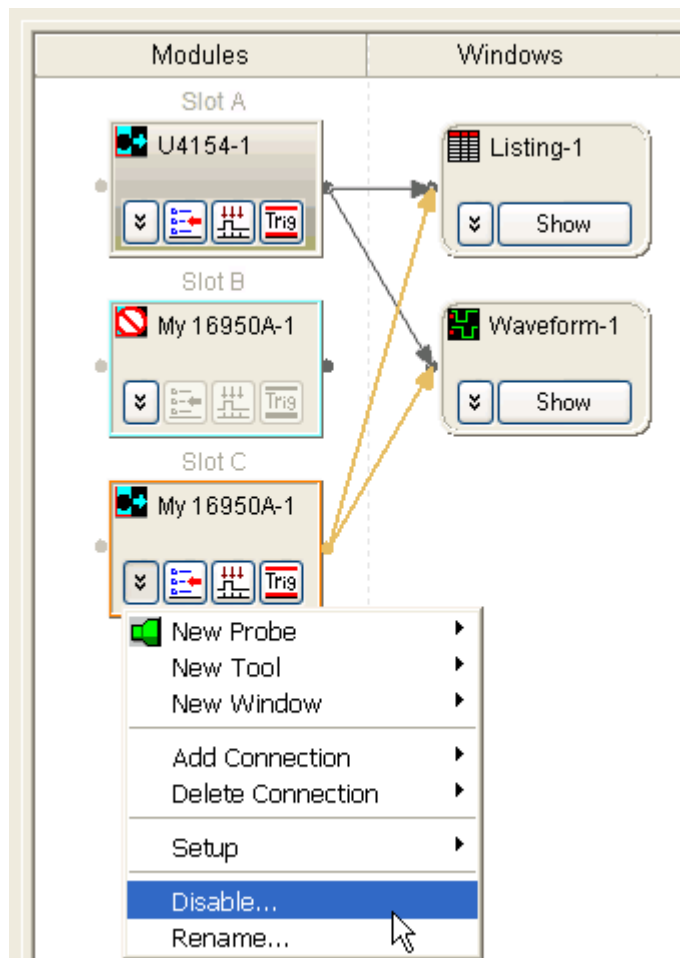 Modules Windows
Slot A
U4154-1 Listing-1
Trig Show
Slot B
My 16950A-1 Waveform-1
Trig Show
Slot C
My 16950A-1
Trig
New Probe
New Tool
New Window
Add Connection
Delete Connection
Setup
Disable...
Rename...